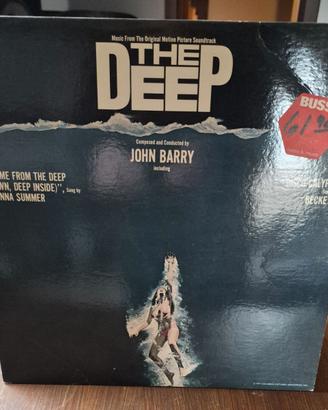 Music From The Original Motion Picture Soundtrack
THE
DEEP
Composed and Conducted by
JOHN BARRY
including
ME FROM THE DEEP
WN, DEEP INSIDE)", Sung by
NNA SUMMER
CALYP
BECKE
BUSS